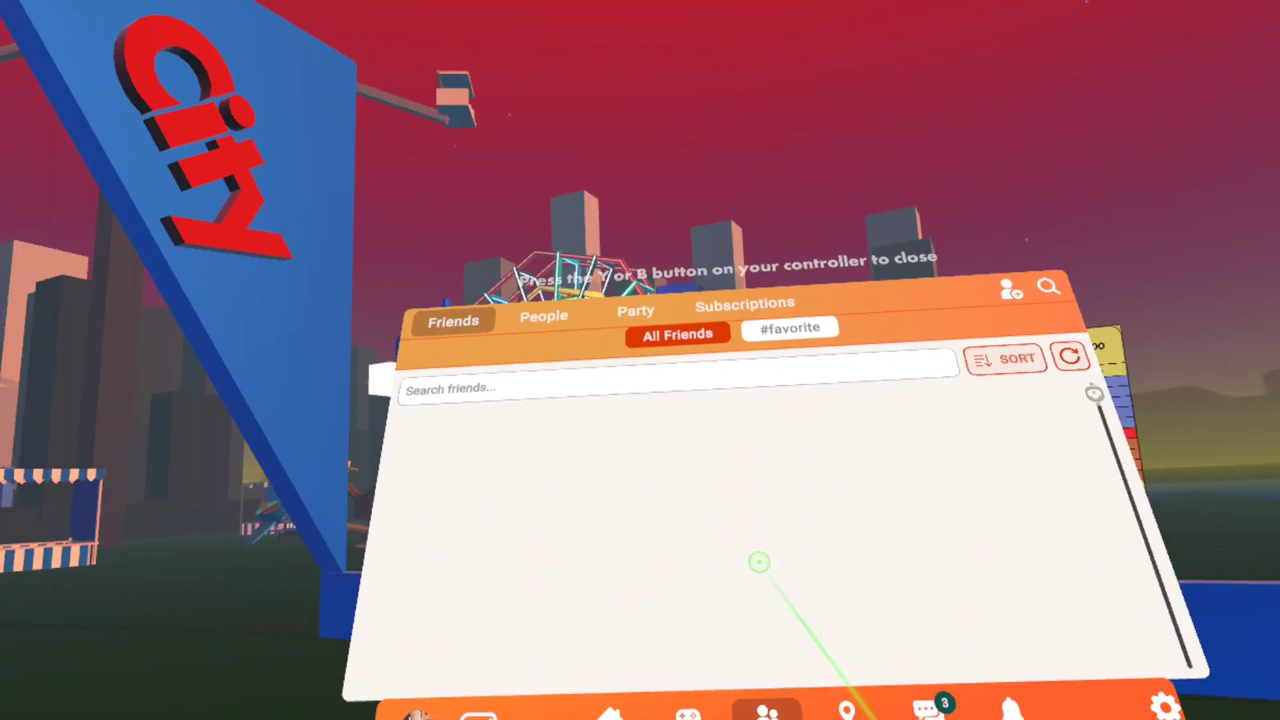 City
Press the Y or B button on your controller to close
Friends People Party Subscriptions
All Friends #favorite
Search friends... SORT
3